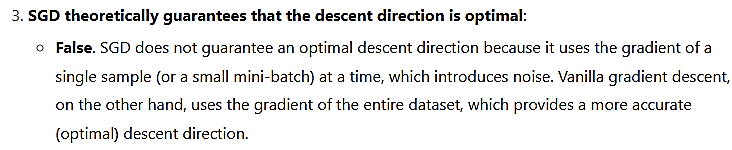 3. SGD theoretically guarantees that the descent direction is optimal:
○ False. SGD does not guarantee an optimal descent direction because it uses the gradient of a
single sample (or a small mini-batch) at a time, which introduces noise. Vanilla gradient descent,
on the other hand, uses the gradient of the entire dataset, which provides a more accurate
(optimal) descent direction.